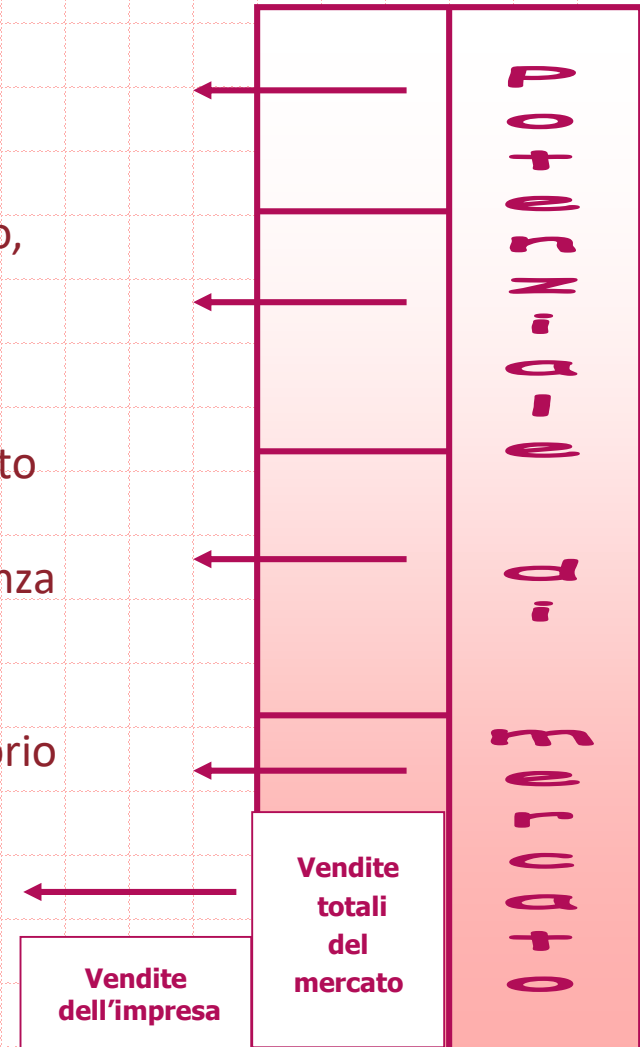 o,
to
nza
rio
potenziale di mercato
Vendite
totali
del
mercato
Vendite
dell’impresa